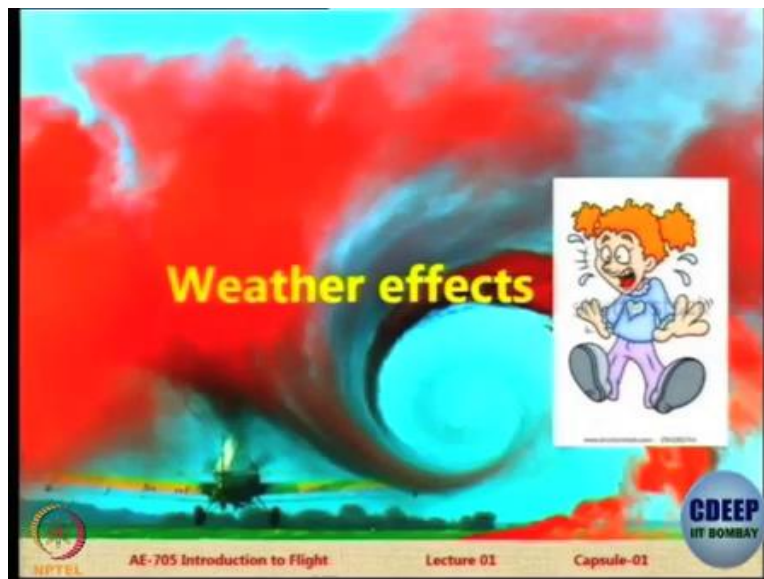 Weather effects
CDEEP
IIT BOMBAY
NPTEL
AE-705 Introduction to Flight
Lecture 01
Capsule-01